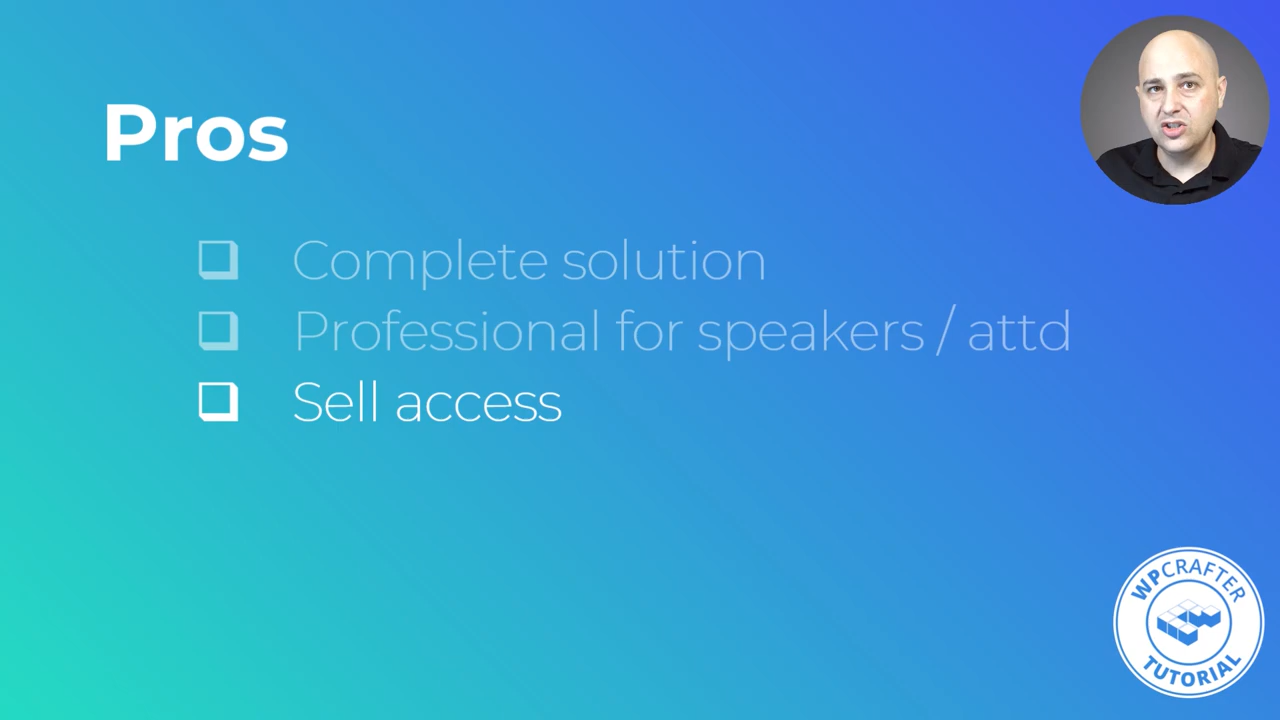 Pros
❑ Complete solution
❑ Professional for speakers / attd
❑ Sell access
WPCRAFTER
TUTORIAL